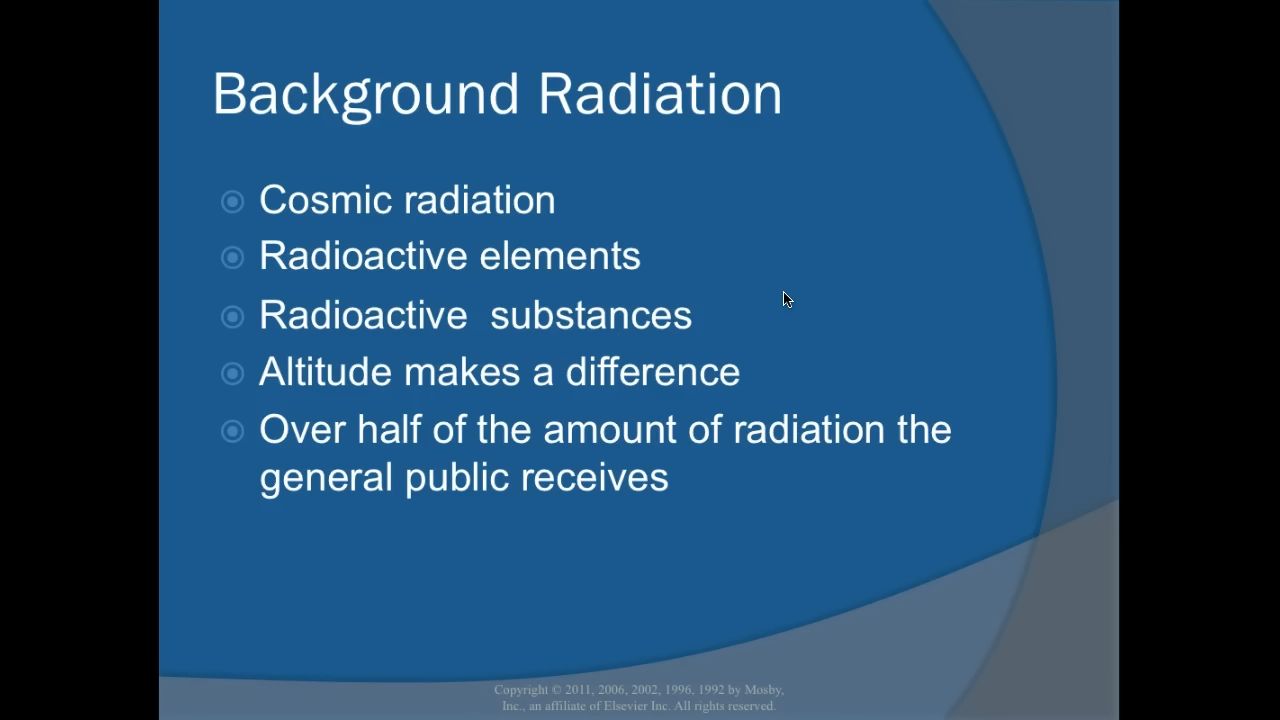 Background Radiation
Cosmic radiation
Radioactive elements
Radioactive  substances
Altitude makes a difference
Over half of the amount of radiation the
general public receives
Copyright © 2011, 2006, 2002, 1996, 1992 by Mosby,
Inc., an affiliate of Elsevier Inc. All rights reserved.